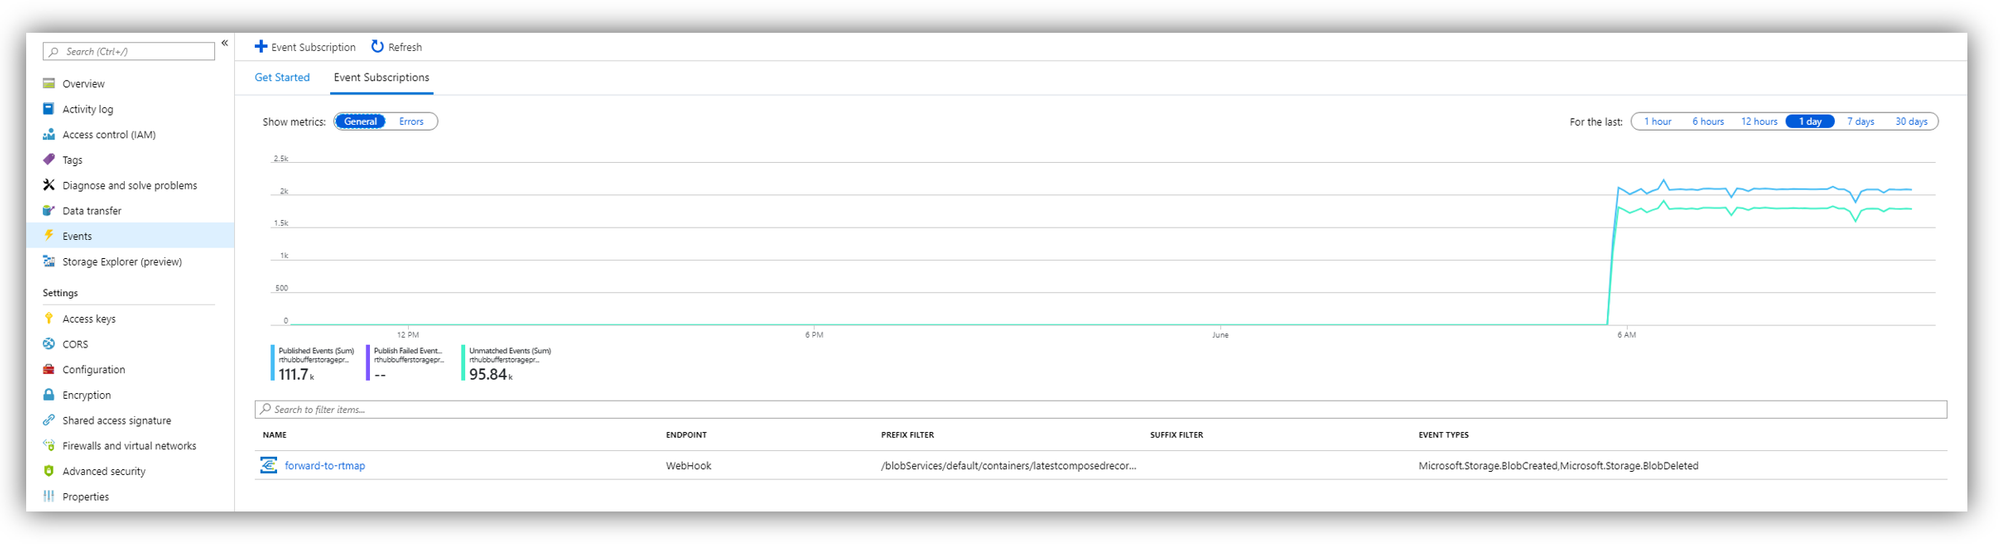 Search (Ctrl+/)
«
Overview
Activity log
Access control (IAM)
Tags
Diagnose and solve problems
Data transfer
Events
Storage Explorer (preview)
Settings
Access keys
CORS
Configuration
Encryption
Shared access signature
Firewalls and virtual networks
Advanced security
Properties
Event Subscription Refresh
Get Started Event Subscriptions
Show metrics: General Errors
For the last: 1 hour 6 hours 12 hours 1 day 7 days 30 days
2.5k
2k
1.5k
1k
500
0
12 PM 6 PM June 6 AM
Published Events (Sum)
rthubbufferstoragepr...
111.7 k
Publish Failed Event...
rthubbufferstoragepr...
--
Unmatched Events (Sum)
rthubbufferstoragepr...
95.84 k
Search to filter items...
NAME ENDPOINT PREFIX FILTER SUFFIX FILTER EVENT TYPES
forward-to-rtmap WebHook /blobServices/default/containers/latestcomposedrecor... Microsoft.Storage.BlobCreated,Microsoft.Storage.BlobDeleted